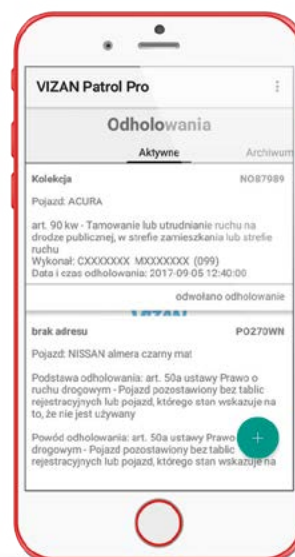 VIZAN Patrol Pro
Odholowania
Aktywne Archiwum
Kolekcja NO87989
Pojazd: ACURA
art. 90 kw - Tamowanie lub utrudnianie ruchu na
drodze publicznej, w strefie zamieszkania lub strefie
ruchu
Wykonał: CXXXXXX MXXXXXX (099)
Data i czas odholowania: 2017-09-05 12:40:00
odwołano odholowanie
VIZAN
brak adresu PO270WN
Pojazd: NISSAN almera czarny mat
Podstawa odholowania: art. 50a ustawy Prawo o
ruchu drogowym - Pojazd pozostawiony bez tablic
rejestracyjnych lub pojazd, którego stan wskazuje na
to, że nie jest używany
Powód odholowania: art. 50a ustawy Prawo
drogowym - Pojazd pozostawiony bez tablic
rejestracyjnych lub pojazd, którego stan wskazuje na